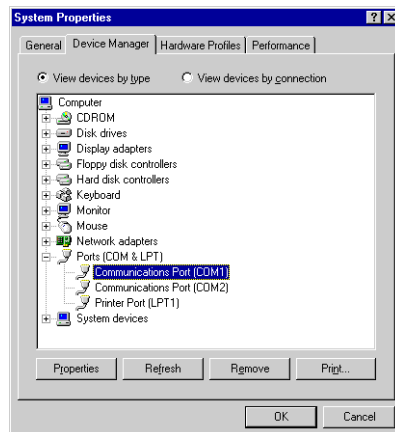 System Properties
General Device Manager Hardware Profiles Performance
View devices by type View devices by connection
Computer
CDROM
Disk drives
Display adapters
Floppy disk controllers
Hard disk controllers
Keyboard
Monitor
Mouse
Network adapters
Ports (COM & LPT)
Communications Port (COM1)
Communications Port (COM2)
Printer Port (LPT1)
System devices
Properties Refresh Remove Print...
OK Cancel